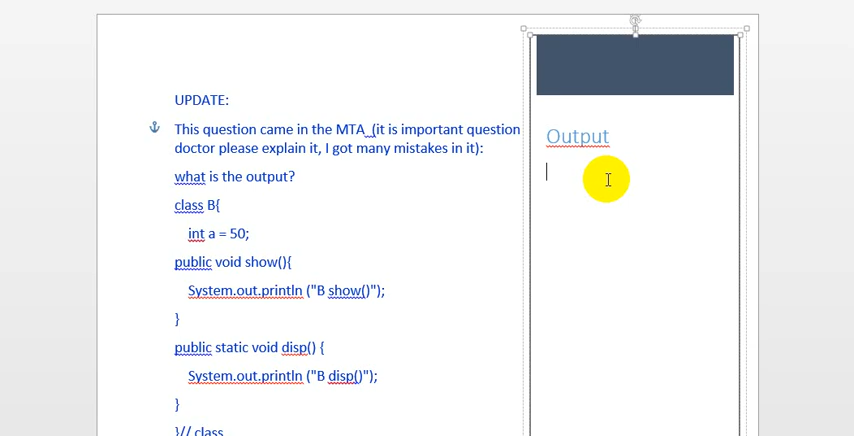 UPDATE:
This question came in the MTA (it is important question
doctor please explain it, I got many mistakes in it):
what is the output?
class B{
int a = 50;
public void show(){
System.out.println ("B show()");
}
public static void disp() {
System.out.println ("B disp()");
}
}// class
Output